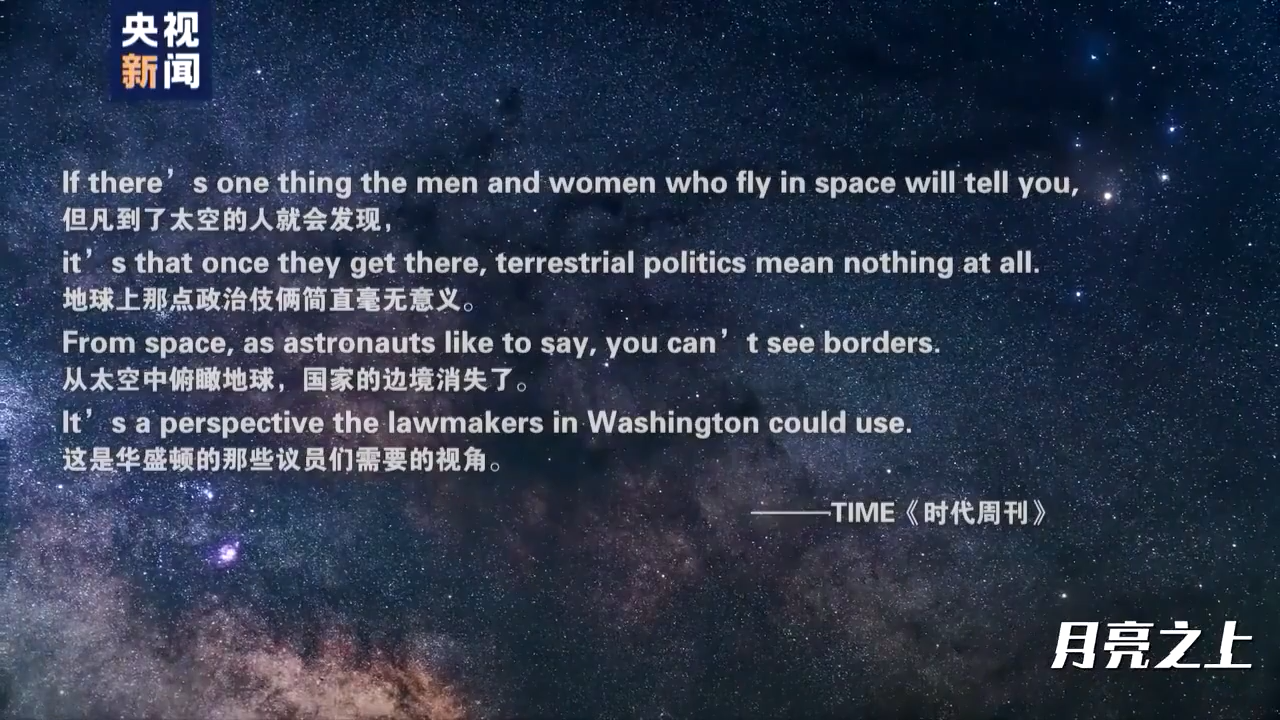 央视
新闻
If there’s one thing the men and women who fly in space will tell you,
但凡到了太空的人就会发现，
it’s that once they get there, terrestrial politics mean nothing at all.
地球上那点政治伎俩简直毫无意义。
From space, as astronauts like to say, you can’t see borders.
从太空中俯瞰地球，国家的边境消失了。
It’s a perspective the lawmakers in Washington could use.
这是华盛顿的那些议员们需要的视角。
———TIME《时代周刊》
月亮之上